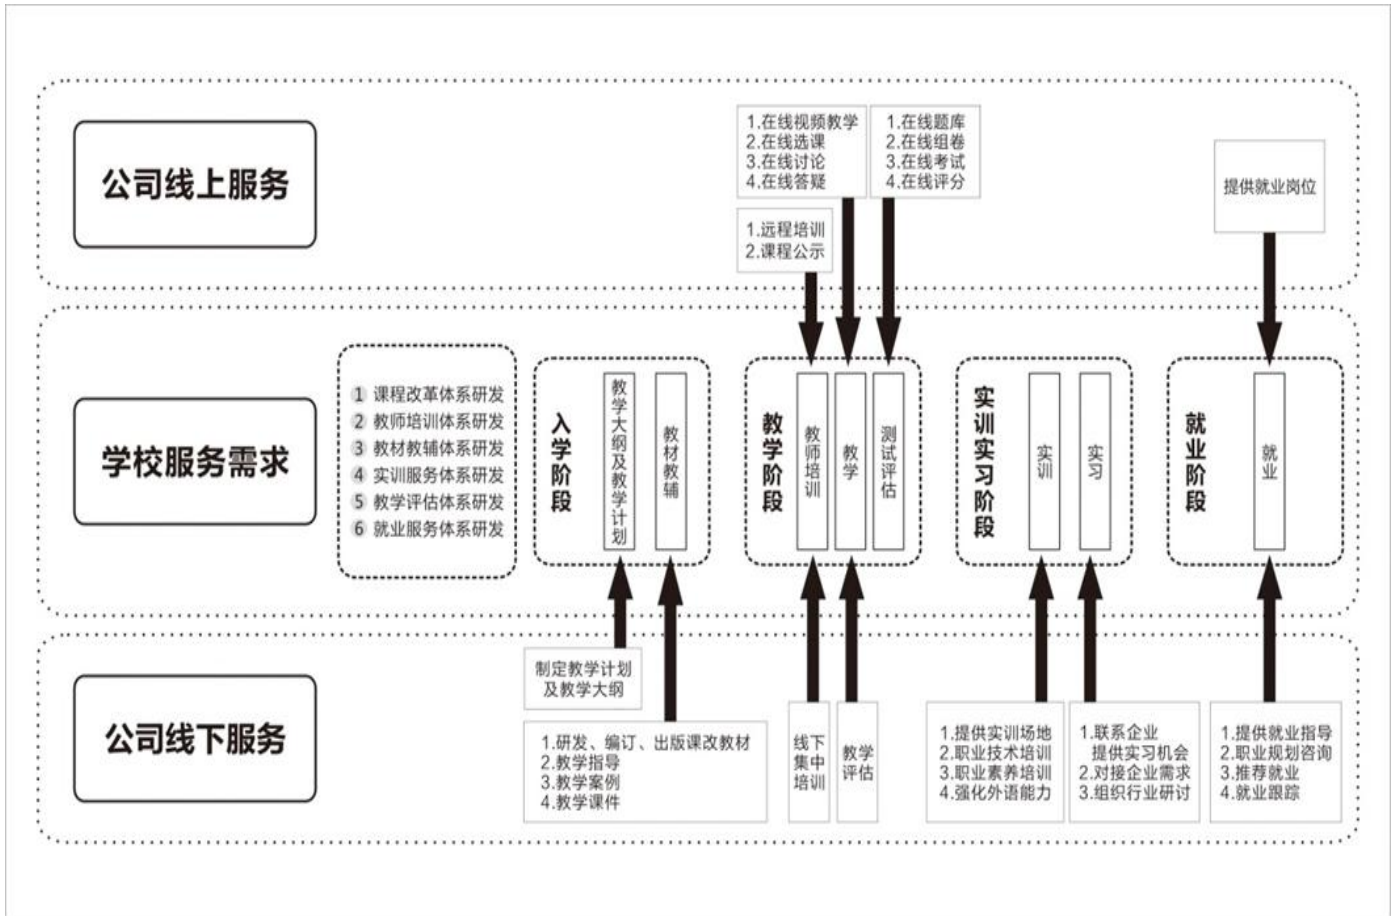 公司线上服务
1.在线视频教学
2.在线选课
3.在线讨论
4.在线答疑
1.在线题库
2.在线组卷
3.在线考试
4.在线评分
1.远程培训
2.课程公示
提供就业岗位
学校服务需求
1 课程改革体系研发
2 教师培训体系研发
3 教材教辅体系研发
4 实训服务体系研发
5 教学评估体系研发
6 就业服务体系研发
入学阶段
教学大纲及教学计划
教材教辅
教学阶段
教师培训
教学
测试评估
实训实习阶段
实训
实习
就业阶段
就业
公司线下服务
制定教学计划
及教学大纲
1.研发、编订、出版课改教材
2.教学指导
3.教学案例
4.教学课件
线下
集中
培训
教学
评估
1.提供实训场地
2.职业技术培训
3.职业素养培训
4.强化外语能力
1.联系企业
提供实习机会
2.对接企业需求
3.组织行业研讨
1.提供就业指导
2.职业规划咨询
3.推荐就业
4.就业跟踪